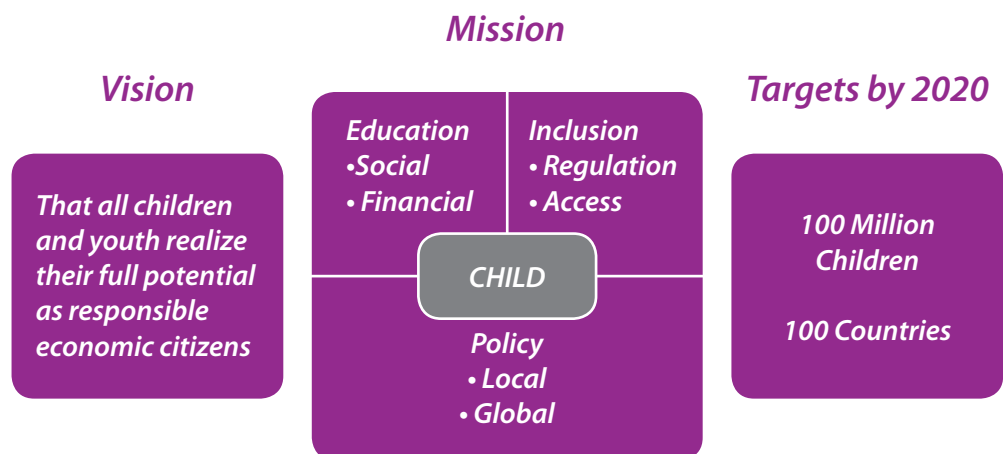 Mission
Vision
Targets by 2020
That all children
and youth realize
their full potential
as responsible
economic citizens
Education
•Social
• Financial
Inclusion
• Regulation
• Access
CHILD
Policy
• Local
• Global
100 Million
Children
100 Countries